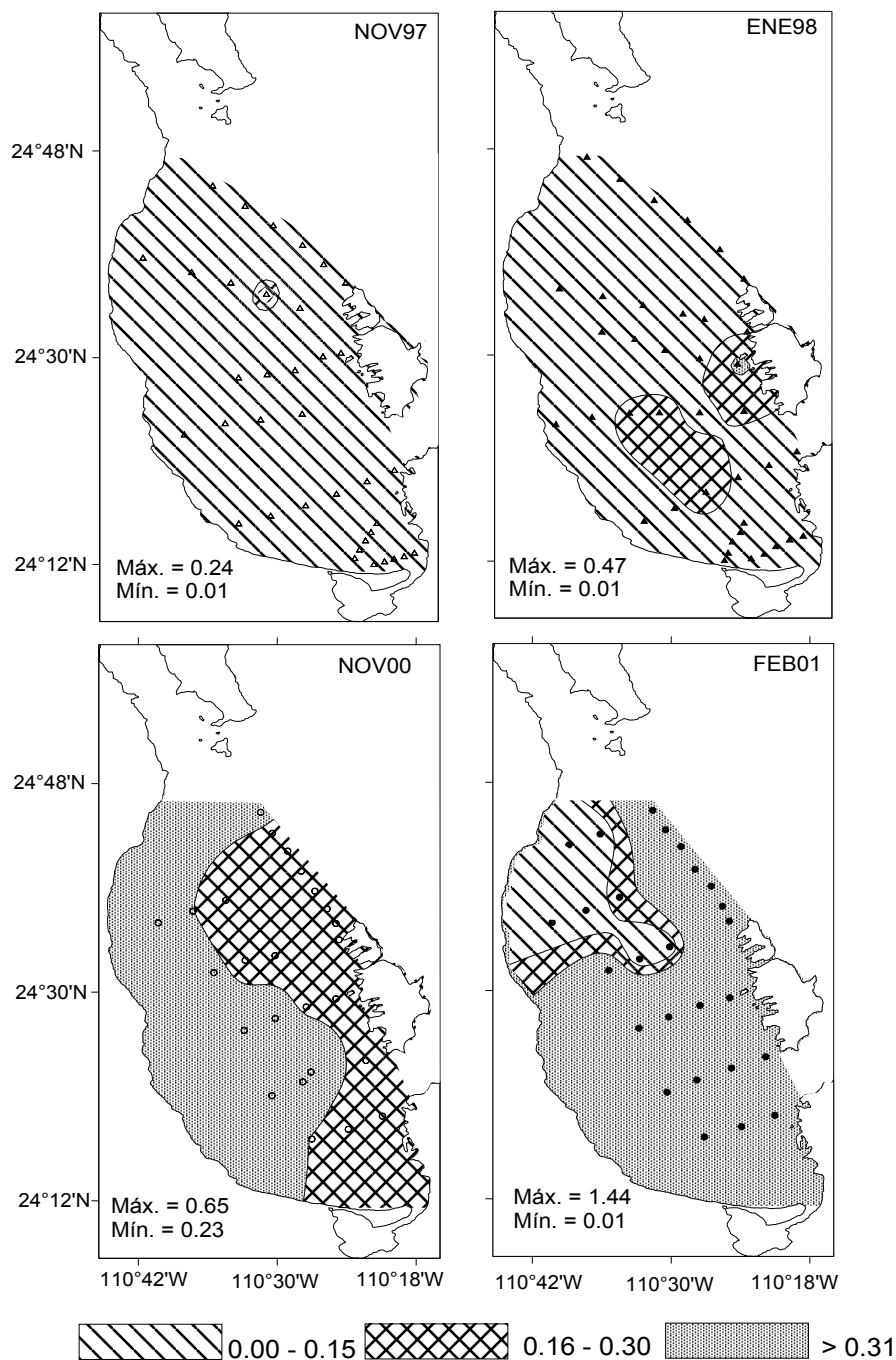 NOV97
ENE98
24°48'N
24°30'N
24°12'N
Máx. = 0.24
Mín. = 0.01
Máx. = 0.47
Mín. = 0.01
NOV00
FEB01
24°48'N
24°30'N
24°12'N
Máx. = 0.65
Mín. = 0.23
Máx. = 1.44
Mín. = 0.01
110°42'W
110°30'W
110°18'W
110°42'W
110°30'W
110°18'W
0.00 - 0.15
0.16 - 0.30
> 0.31